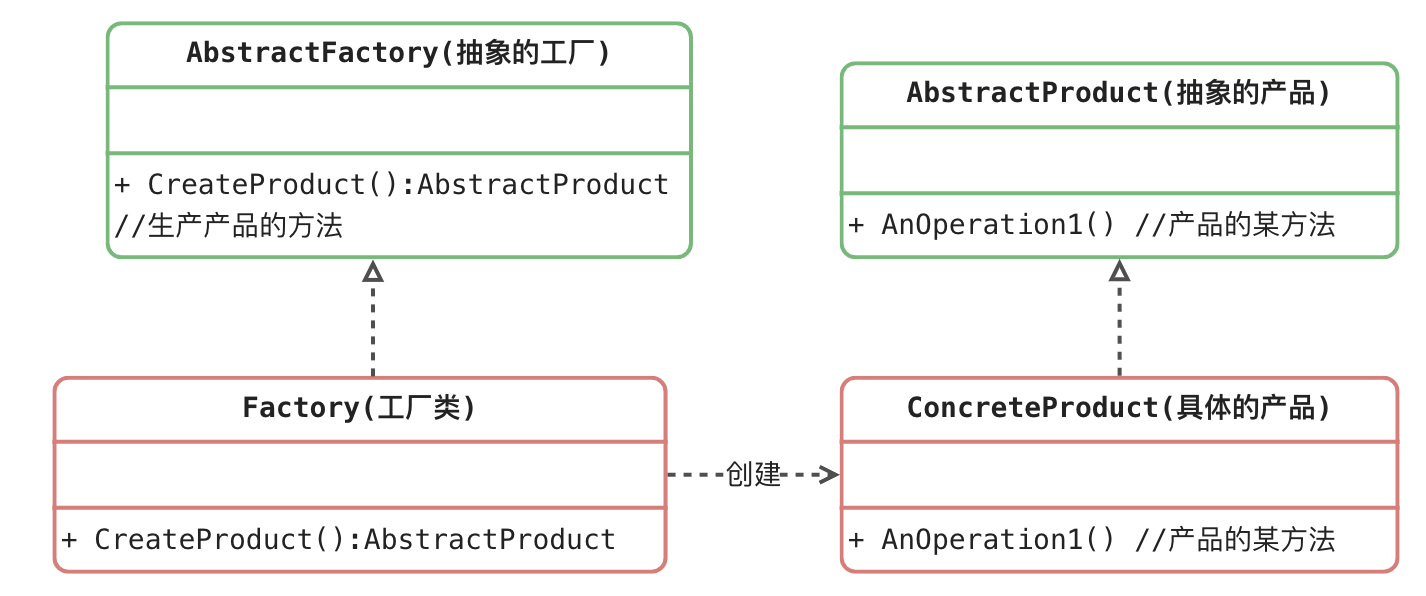 AbstractFactory(抽象的工厂)
+ CreateProduct():AbstractProduct
//生产产品的方法
AbstractProduct(抽象的产品)
+ AnOperation1() //产品的某方法
Factory(工厂类)
+ CreateProduct():AbstractProduct
创建
ConcreteProduct(具体的产品)
+ AnOperation1() //产品的某方法